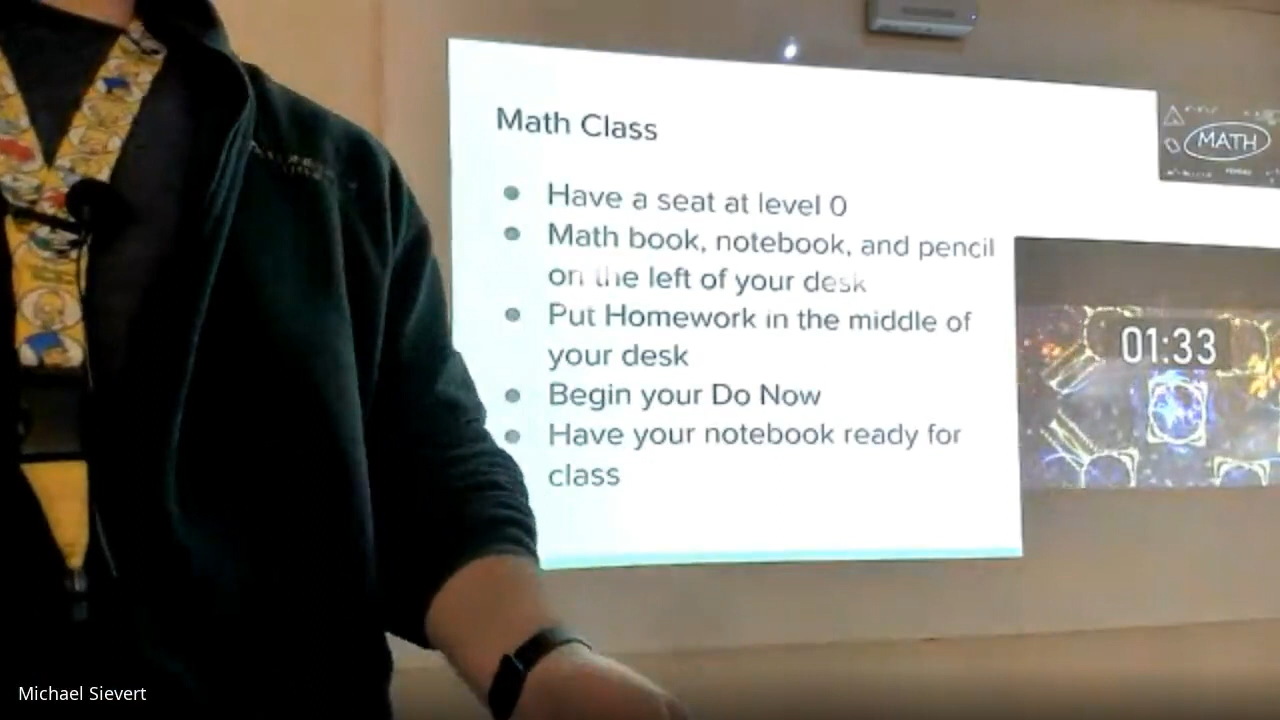 Math Class
MATH
Have a seat at level 0
Math book, notebook, and pencil
on the left of your desk
Put Homework in the middle of
your desk
01:33
Begin your Do Now
Have your notebook ready for
class
Michael Sievert